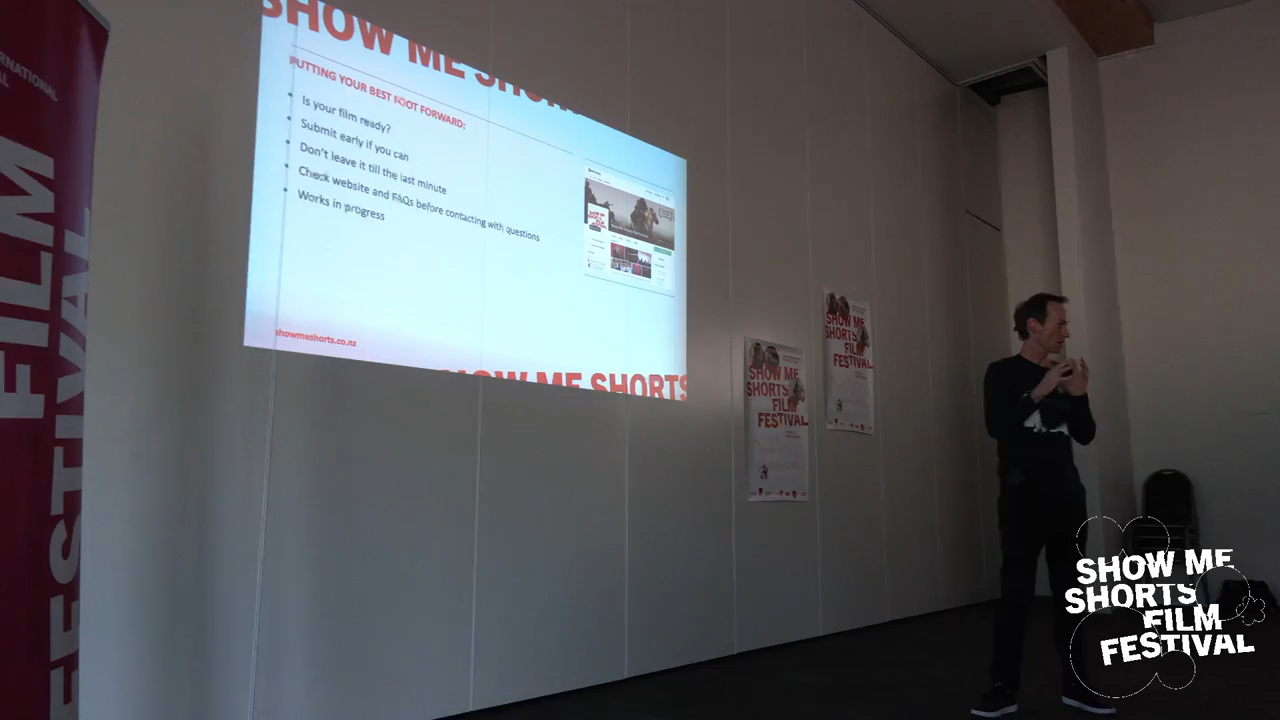 RNATIONAL
AL
FILM
FESTIVAL
SHOW ME SHORTS
PUTTING YOUR BEST FOOT FORWARD:
Is your film ready?
Submit early if you can
Don't leave it till the last minute
Check website and FAQs before contacting with questions
Works in progress
showmeshorts.co.nz
SHOW ME SHORTS
SHOW ME
SHORTS
FILM
FESTIVAL
SHOW ME
SHORTS
FILM
FESTIVAL
SHOW ME
SHORTS
FILM
FESTIVAL